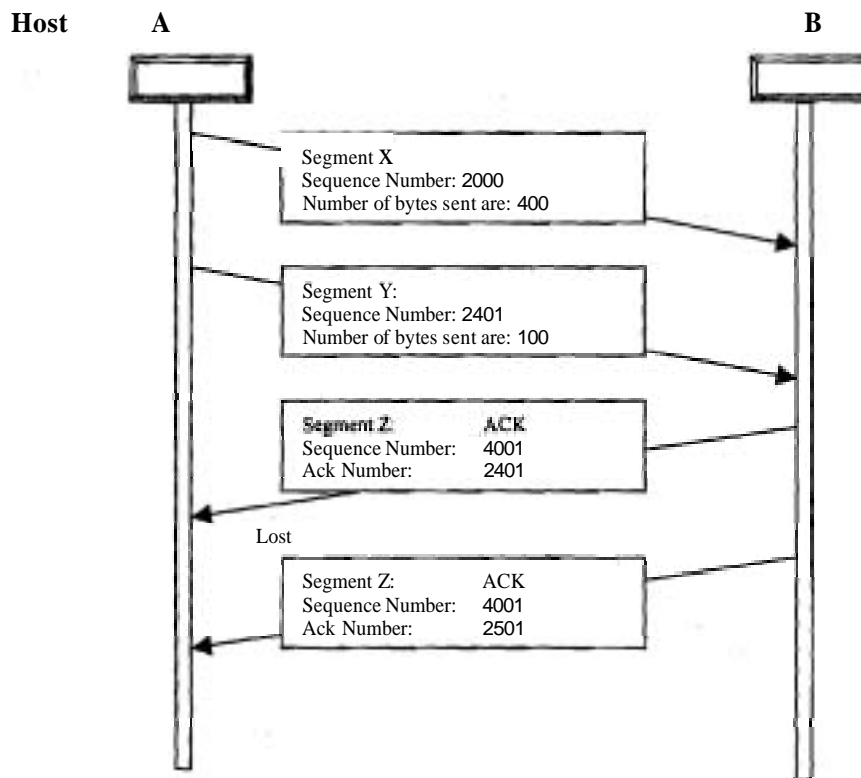 Host A B
Segment X
Sequence Number: 2000
Number of bytes sent are: 400
Segment Y:
Sequence Number: 2401
Number of bytes sent are: 100
Segment Z: ACK
Sequence Number: 4001
Ack Number: 2401
Lost
Segment Z: ACK
Sequence Number: 4001
Ack Number: 2501